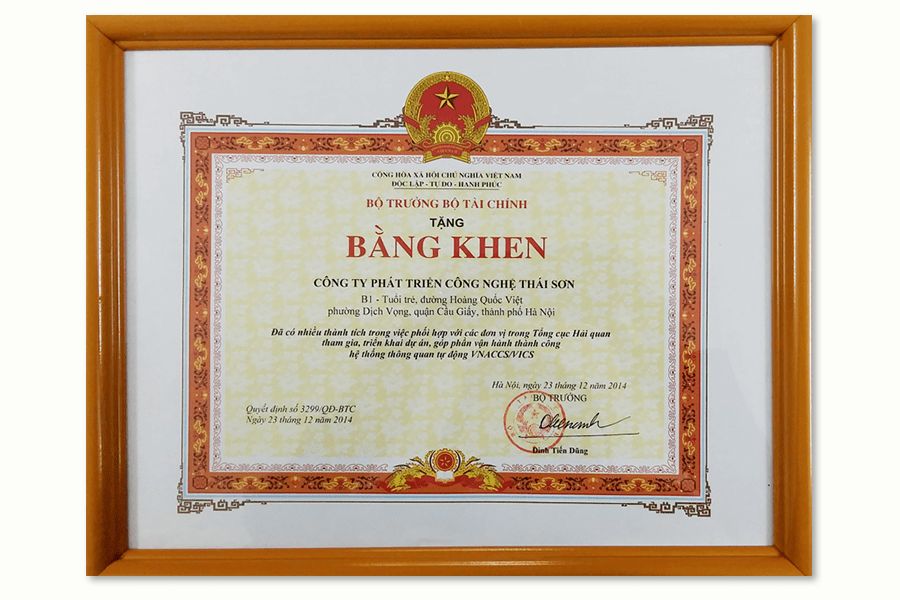 CỘNG HÒA XÃ HỘI CHỦ NGHĨA VIỆT NAM
ĐỘC LẬP - TỰ DO - HẠNH PHÚC
BỘ TRƯỞNG BỘ TÀI CHÍNH
TẶNG
BẰNG KHEN
CÔNG TY PHÁT TRIỂN CÔNG NGHỆ THÁI SƠN
B1 - Tuổi trẻ, đường Hoàng Quốc Việt
phường Dịch Vọng, quận Cầu Giấy, thành phố Hà Nội
Đã có nhiều thành tích trong việc phối hợp với các đơn vị trong Tổng cục Hải quan
tham gia, triển khai dự án, góp phần vận hành thành công
hệ thống thông quan tự động VNACCS/VICS
Hà Nội, ngày 23 tháng 12 năm 2014
BỘ TRƯỞNG
Quyết định số 3299/QĐ-BTC
Ngày 23 tháng 12 năm 2014
Đinh Tiến Dũng